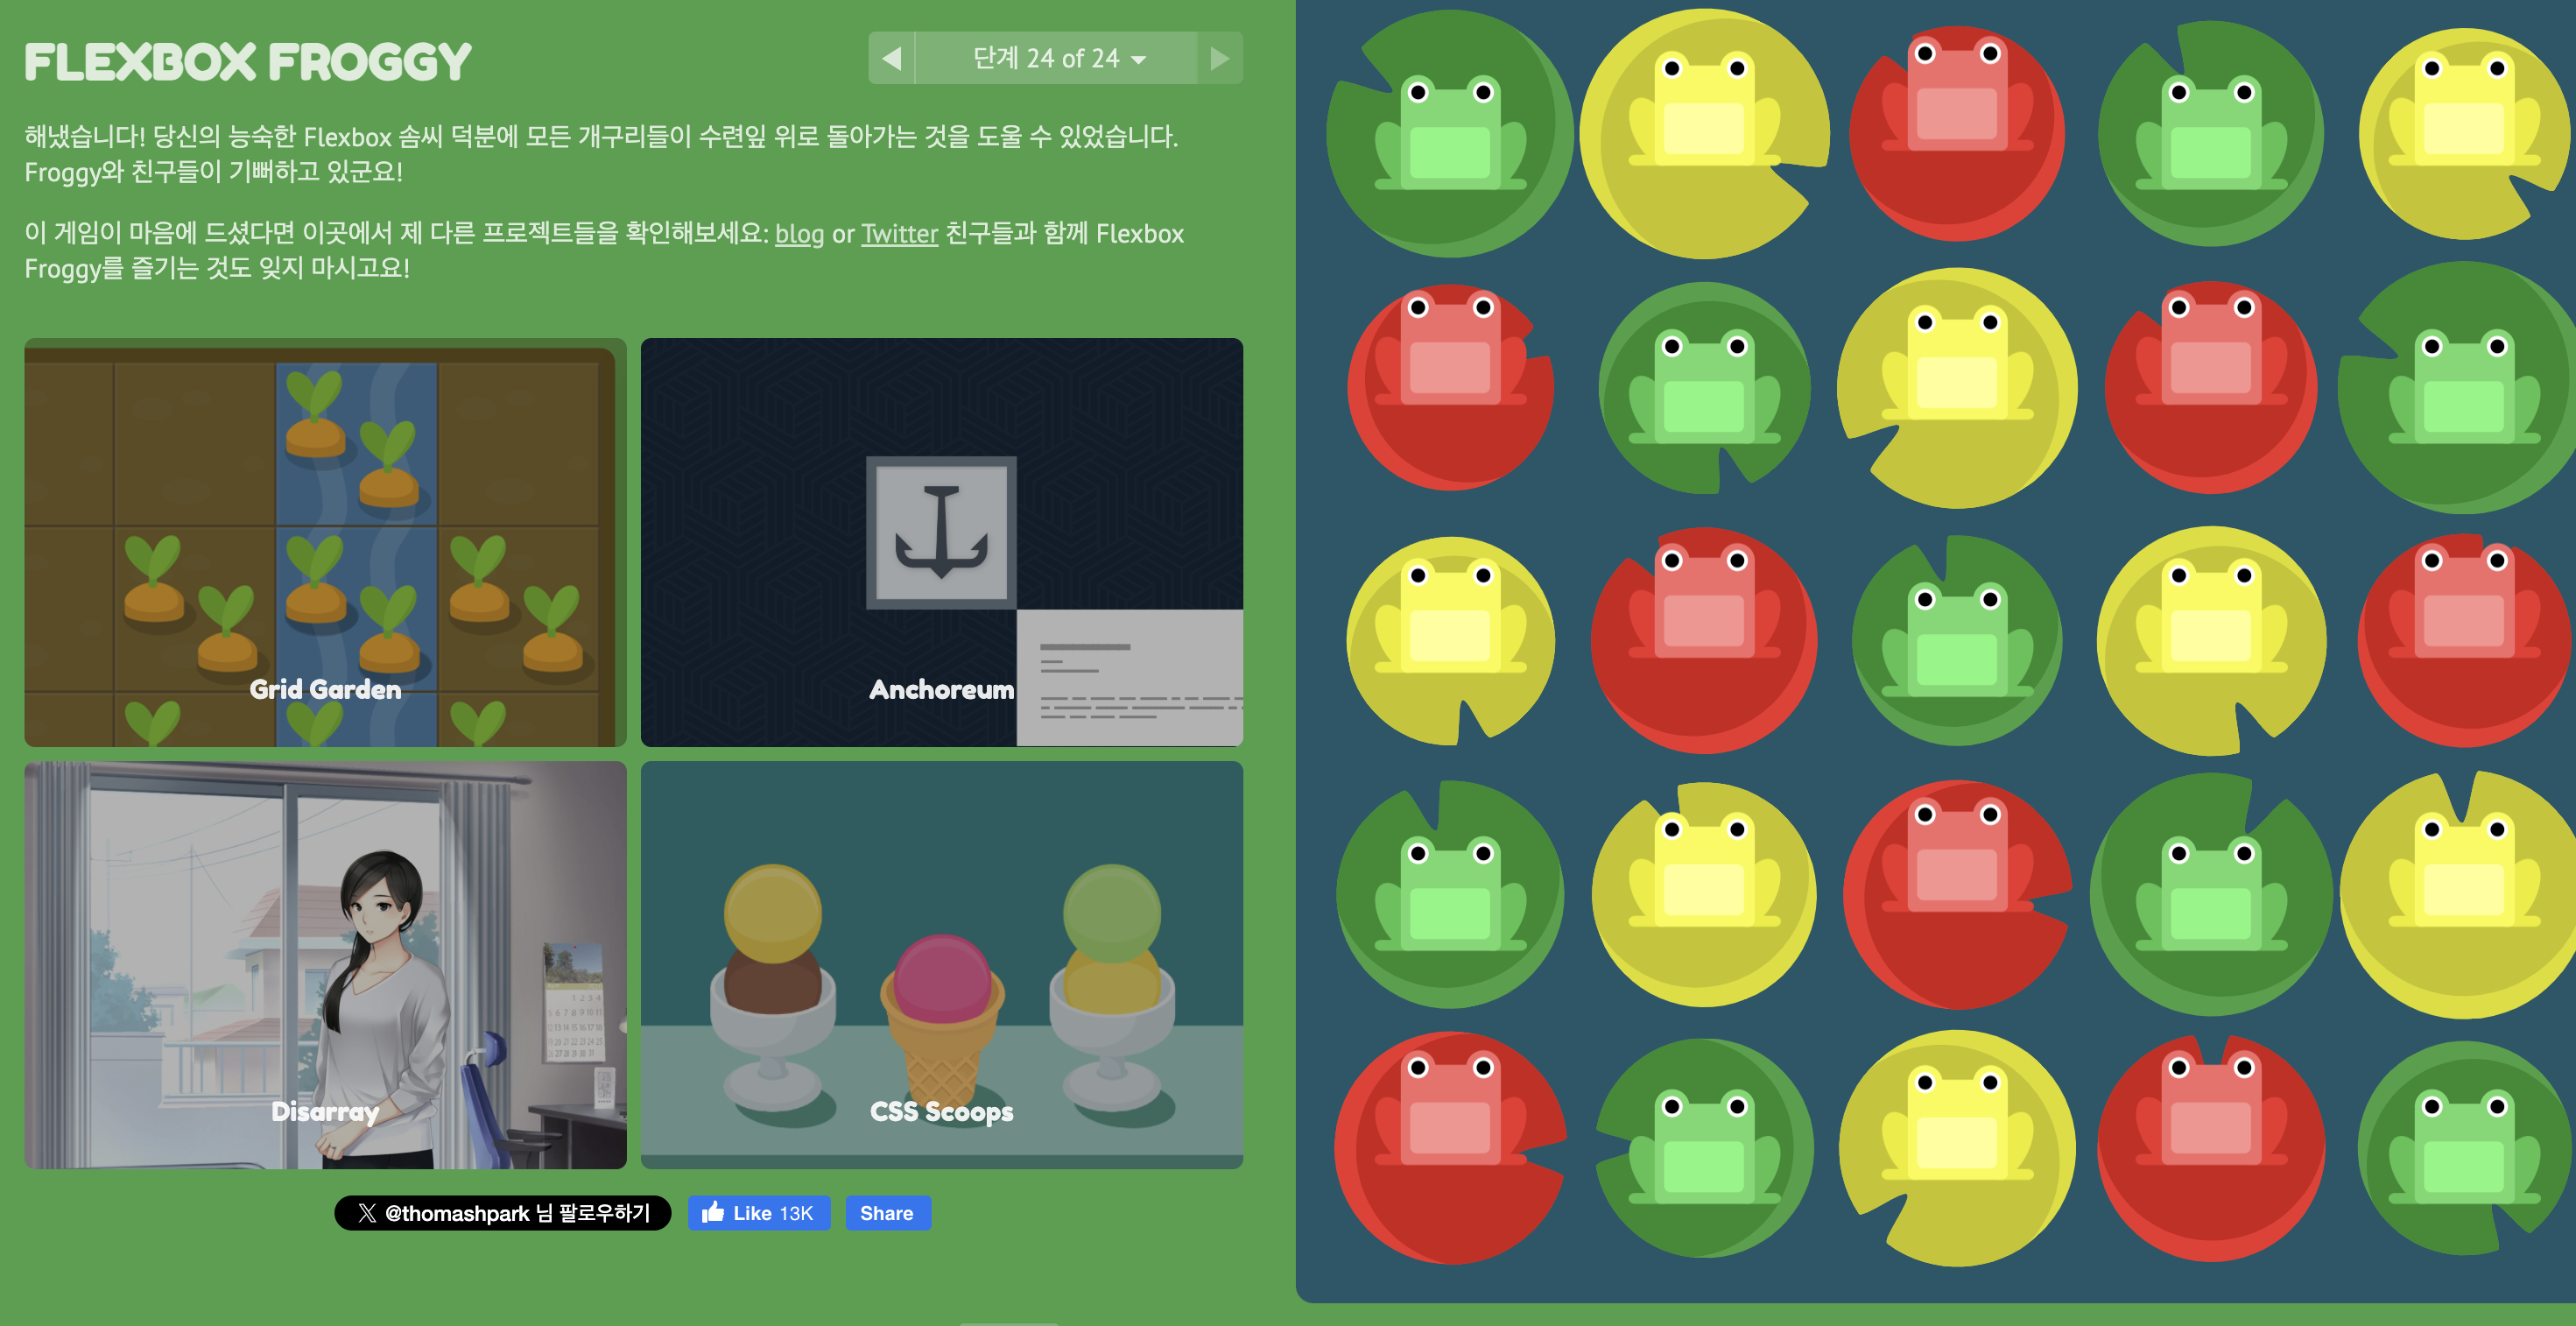 FLEXBOX FROGGY
단계 24 of 24
해냈습니다! 당신의 능숙한 Flexbox 솜씨 덕분에 모든 개구리들이 수련잎 위로 돌아가는 것을 도울 수 있었습니다.
Froggy와 친구들이 기뻐하고 있군요!
이 게임이 마음에 드셨다면 이곳에서 제 다른 프로젝트들을 확인해보세요: blog or Twitter 친구들과 함께 Flexbox
Froggy를 즐기는 것도 잊지 마시고요!
Grid Garden
Anchoreum
Disarray
CSS Scoops
X @thomashpark 님 팔로우하기
Like 13K
Share